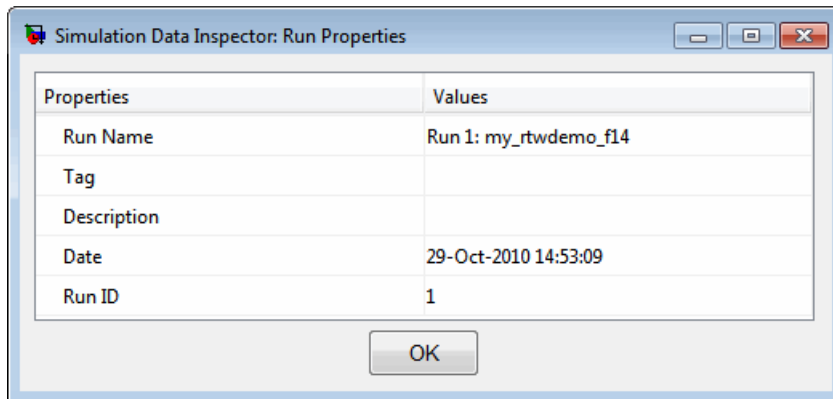 Simulation Data Inspector: Run Properties
Properties Values
Run Name Run 1: my_rtwdemo_f14
Tag
Description
Date 29-Oct-2010 14:53:09
Run ID 1
OK